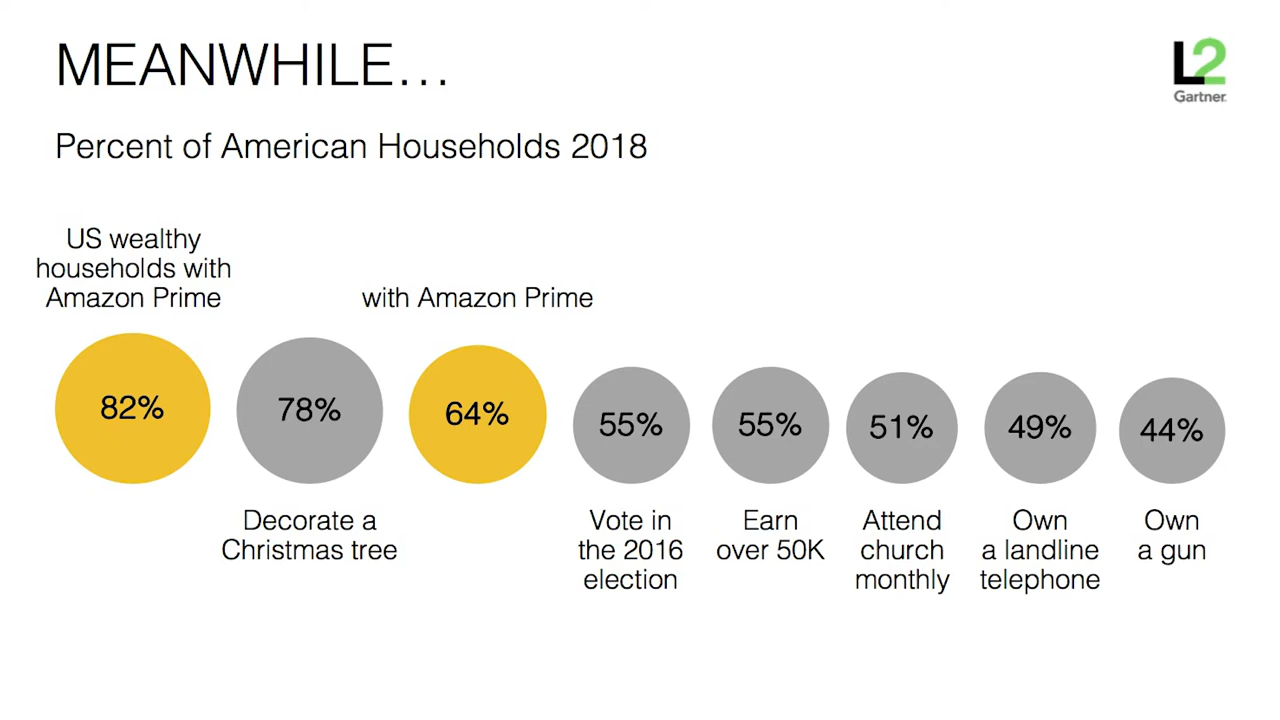 MEANWHILE...
L2
Gartner.
Percent of American Households 2018
US wealthy
households with
Amazon Prime
with Amazon Prime
82%
78%
64%
55%
55%
51%
49%
44%
Decorate a
Christmas tree
Vote in
the 2016
election
Earn
over 50K
Attend
church
monthly
Own
a landline
telephone
Own
a gun